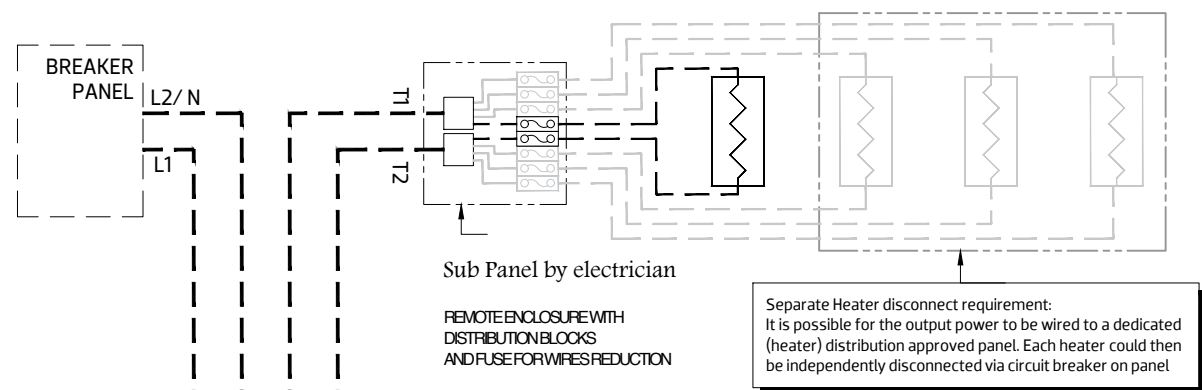 BREAKER
PANEL
L2/ N
L1
T1
T2
Sub Panel by electrician
REMOTE ENCLOSURE WITH
DISTRIBUTION BLOCKS
AND FUSE FOR WIRES REDUCTION
Separate Heater disconnect requirement:
It is possible for the output power to be wired to a dedicated
(heater) distribution approved panel. Each heater could then
be independently disconnected via circuit breaker on panel